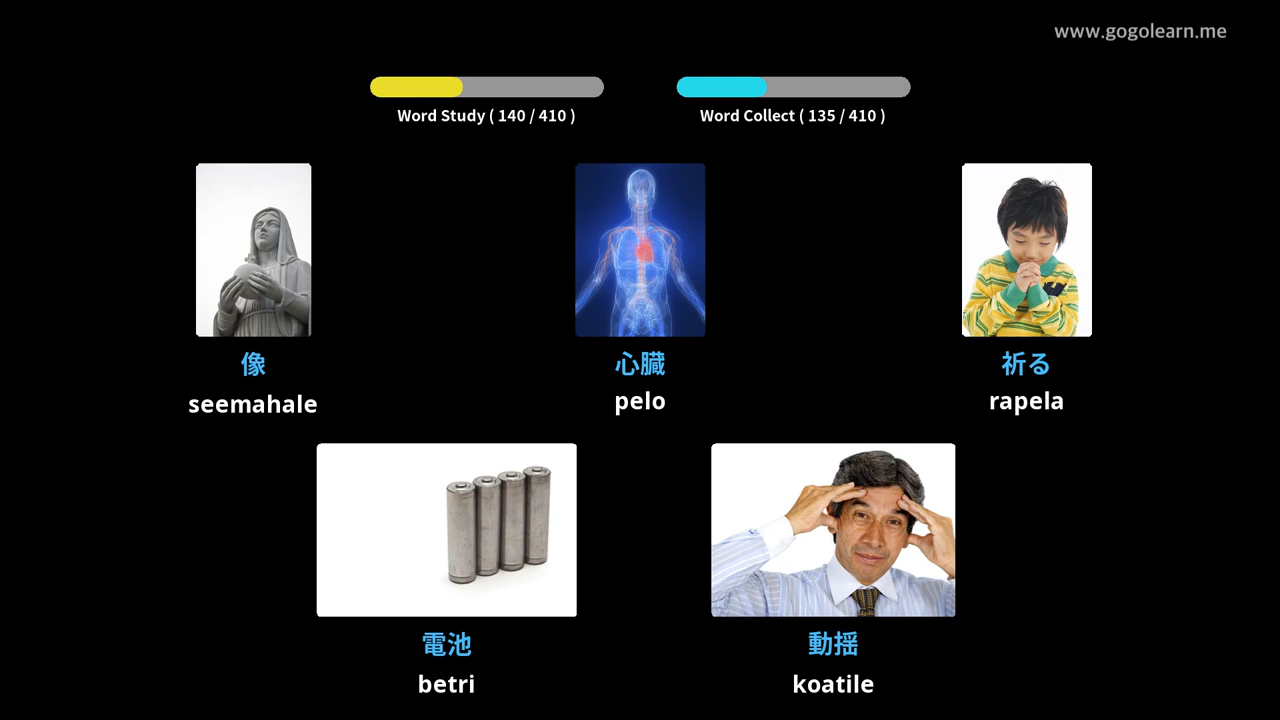 www.gogolearn.me
Word Study ( 140 / 410 )
Word Collect ( 135 / 410 )
像
心臓
祈る
seemahale
pelo
rapela
電池
動揺
betri
koatile